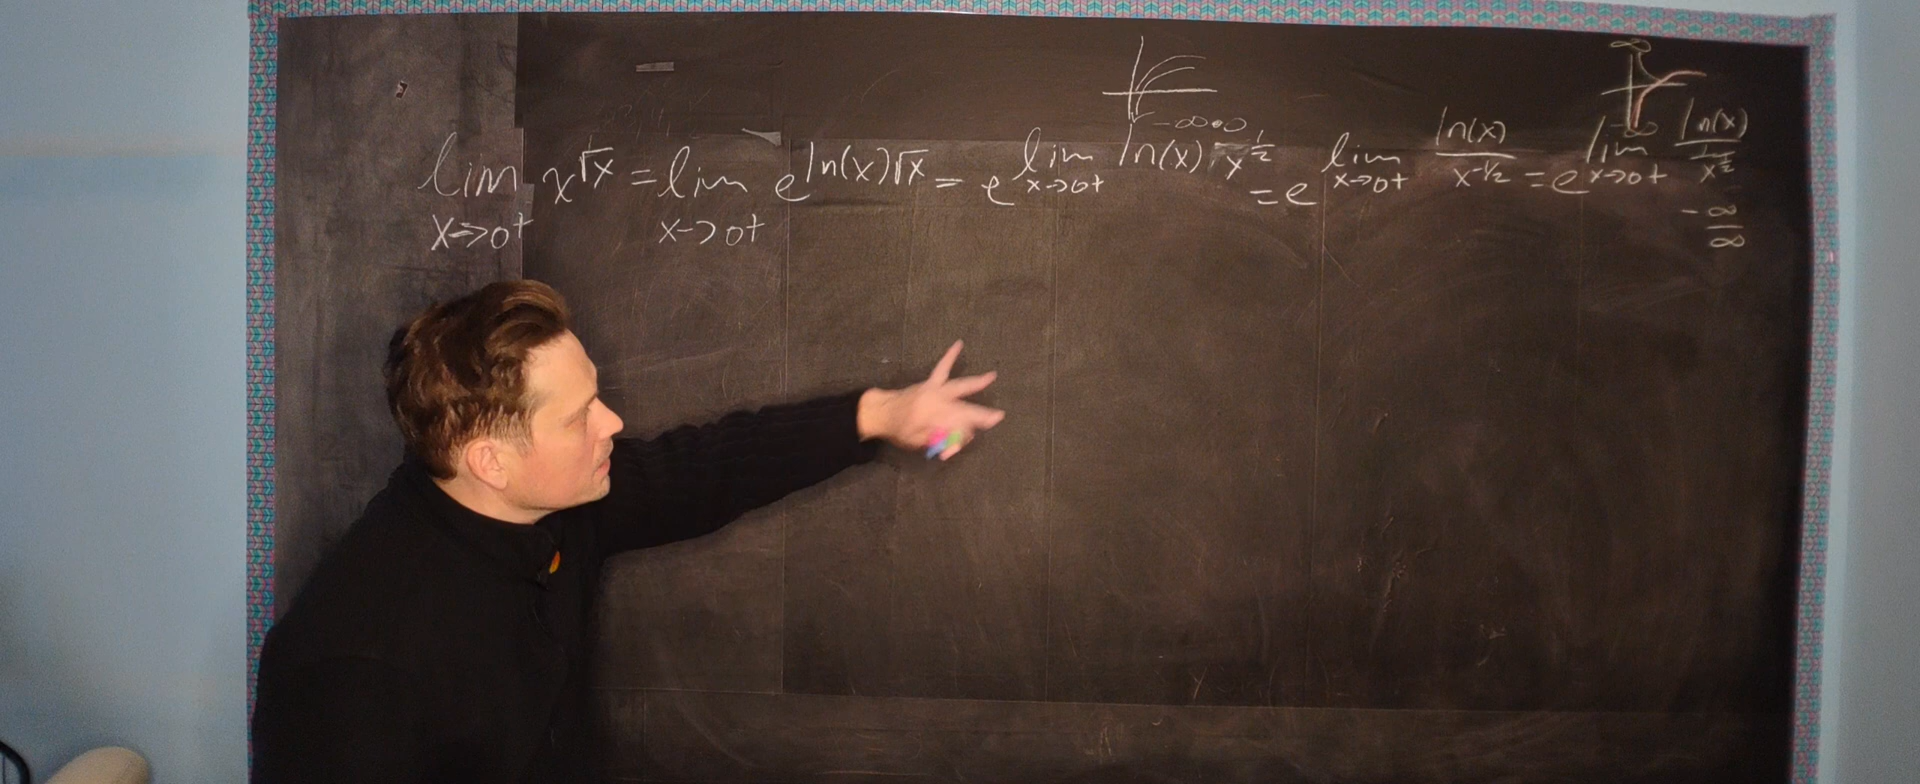 lim x→0+ x^√x = lim x→0+ e^(ln(x)√x) = e^(lim x→0+ ln(x) · x^(1/2)) = e^(lim x→0+ ln(x)/x^(-1/2)) = e^(lim x→0+ ln(x)/(1/x^(1/2)))
-∞•0
∞
-∞
-∞/∞